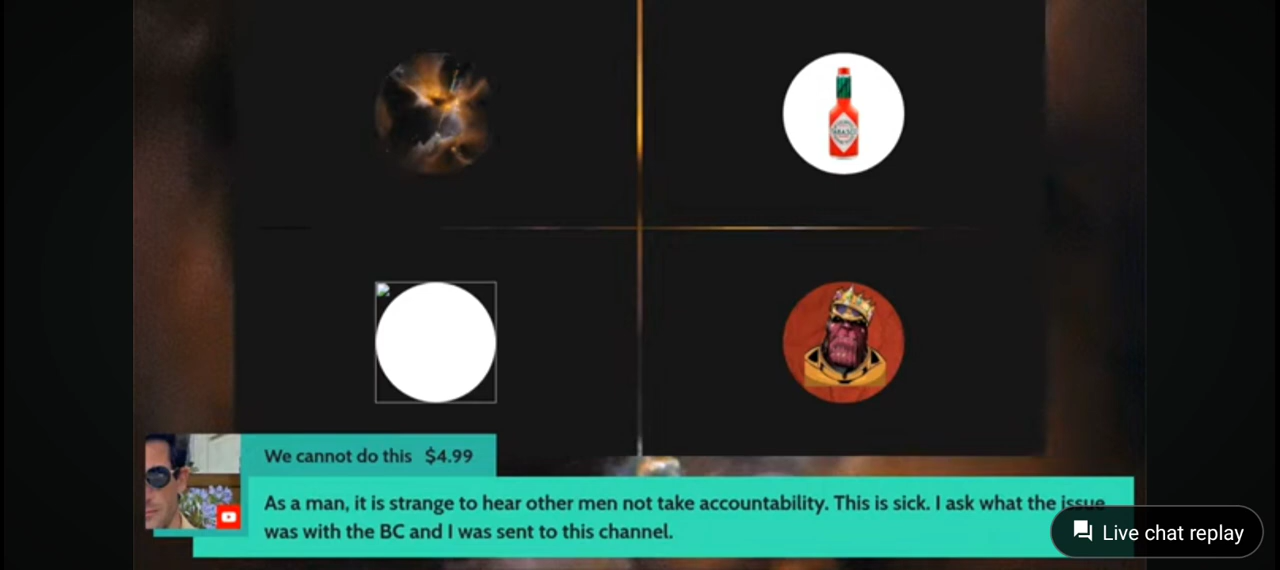 We cannot do this $4.99
As a man, it is strange to hear other men not take accountability. This is sick. I ask what the issue
was with the BC and I was sent to this channel.
Live chat replay